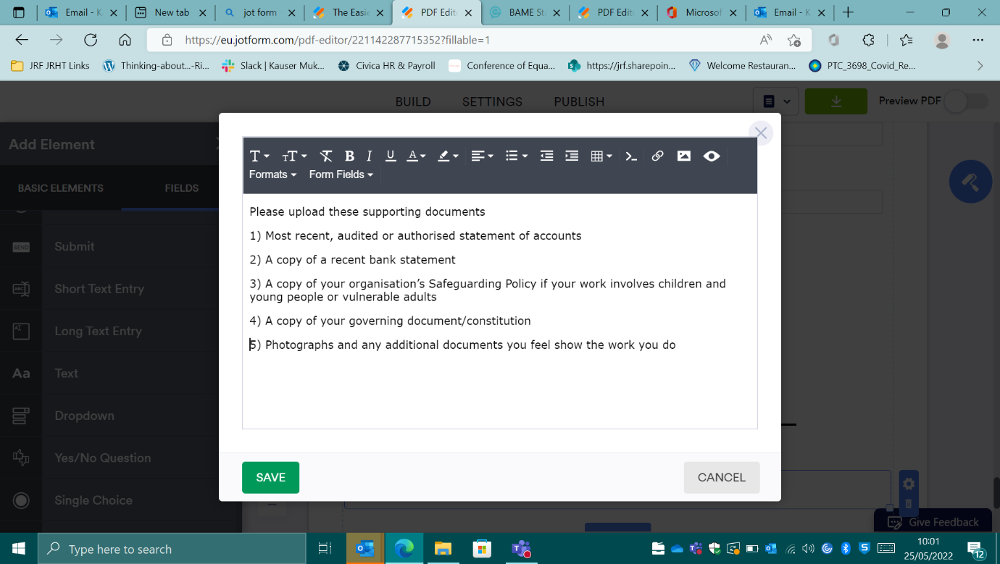 Email - K
New tab
jot form
The Easie
PDF Edit
BAME St
PDF Edit
Microsof
Email - K
https://eu.jotform.com/pdf-editor/221142287715352?fillable=1
JRF JRHT Links
Thinking-about...-Ri...
Slack | Kauser Muk...
Civica HR & Payroll
Conference of Equa...
https://jrf.sharepoin...
Welcome Restauran...
PTC_3698_Covid_Re...
BUILD SETTINGS PUBLISH
Preview PDF
Add Element
BASIC ELEMENTS FIELDS
Submit
Short Text Entry
Long Text Entry
Aa Text
Dropdown
Yes/No Question
Single Choice
Formats Form Fields
Please upload these supporting documents
1) Most recent, audited or authorised statement of accounts
2) A copy of a recent bank statement
3) A copy of your organisation’s Safeguarding Policy if your work involves children and
young people or vulnerable adults
4) A copy of your governing document/constitution
5) Photographs and any additional documents you feel show the work you do
SAVE CANCEL
Give Feedback
Type here to search
10:01
25/05/2022
12